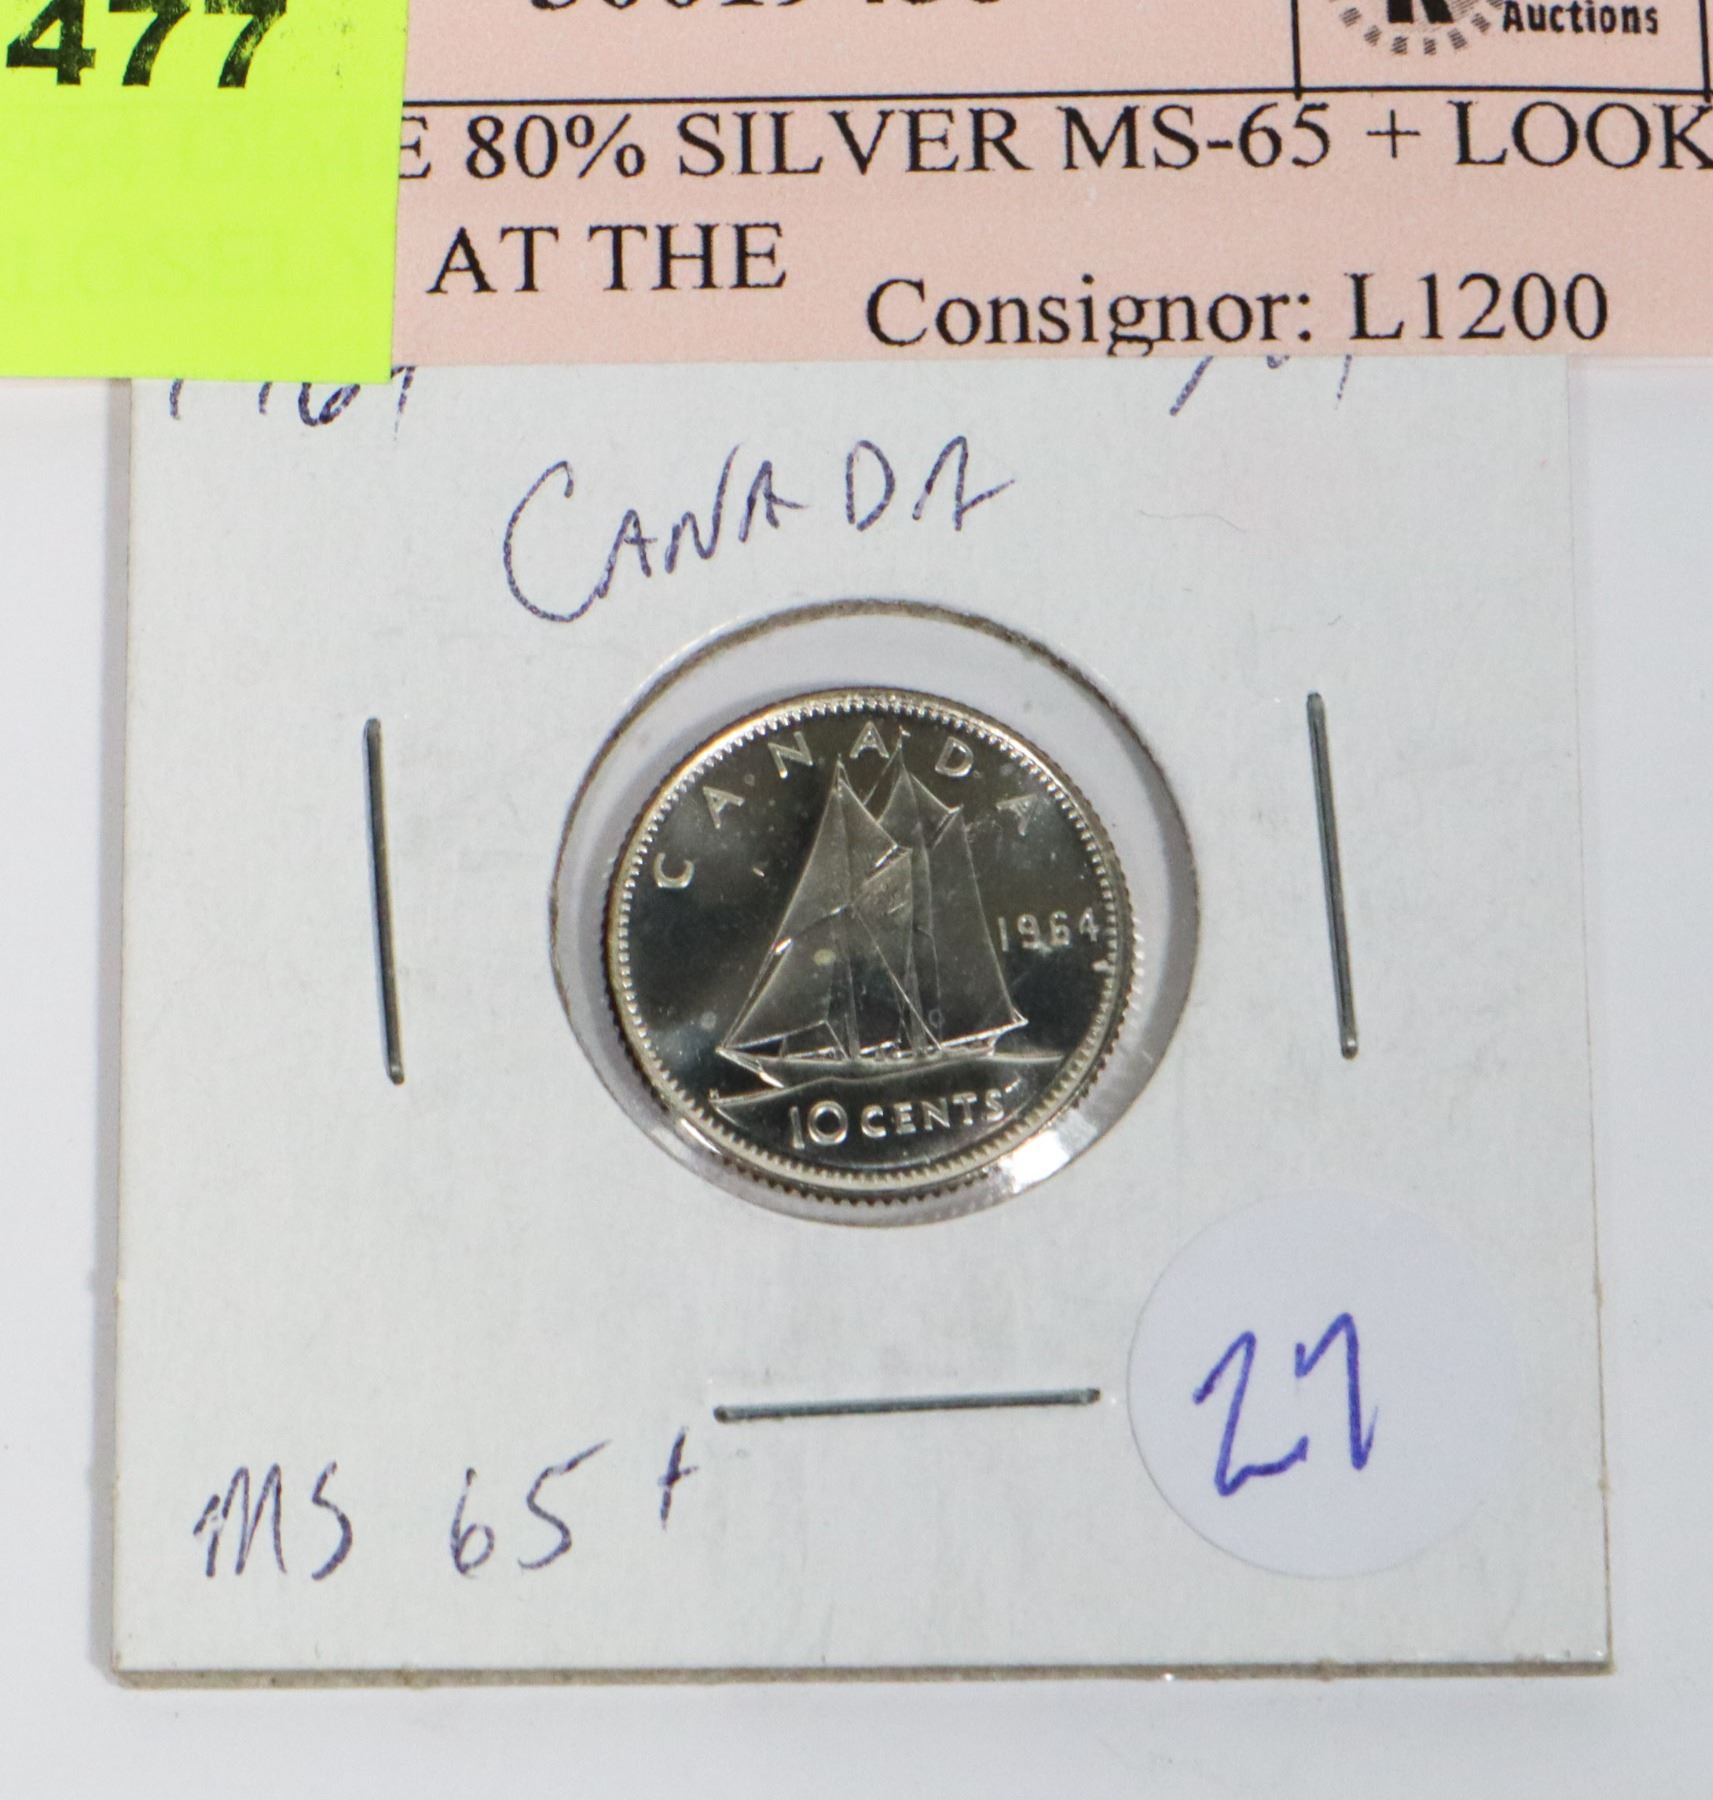 477
Auctions
80% SILVER MS-65 + LOOK
AT THE
Consignor: L1200
CANADA
CANADA
1964
10 CENTS
MS 65 +
27